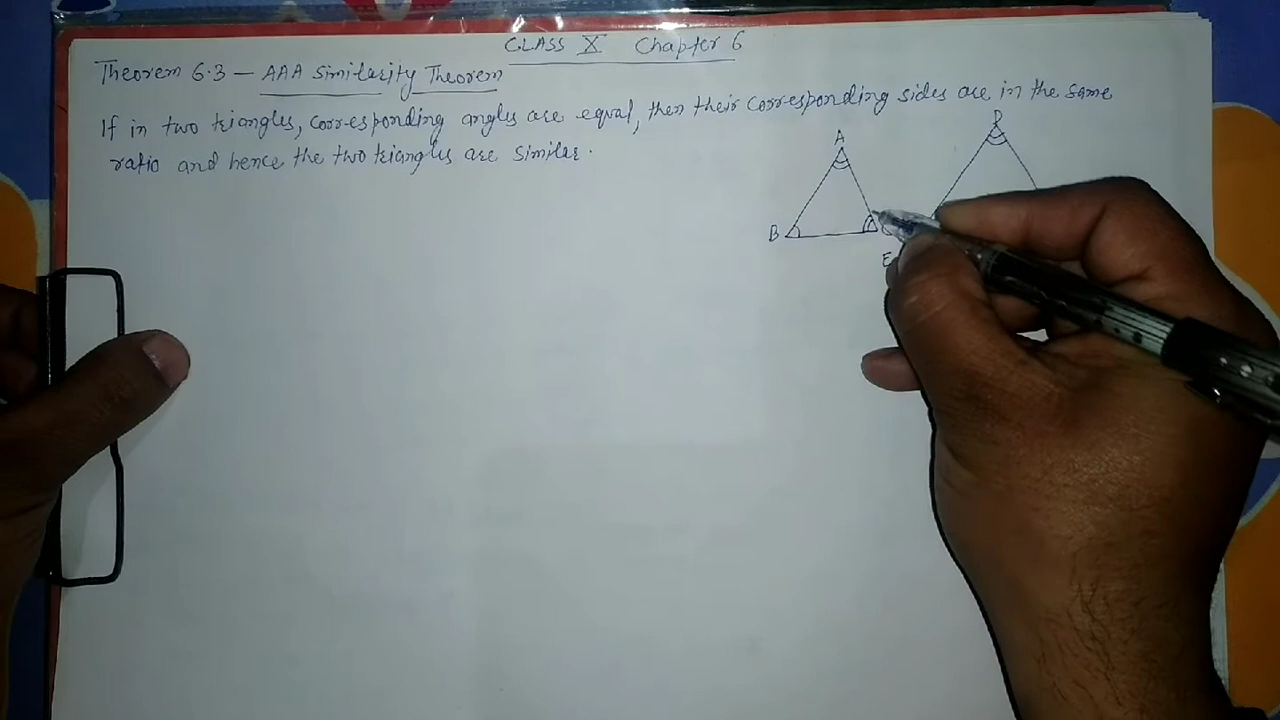 CLASS X Chapter 6
Theorem 6.3 – AAA Similarity Theorem
If in two triangles, corresponding angles are equal, then their corresponding sides are in the same
ratio and hence the two triangles are similar.
A
D
B
C
E